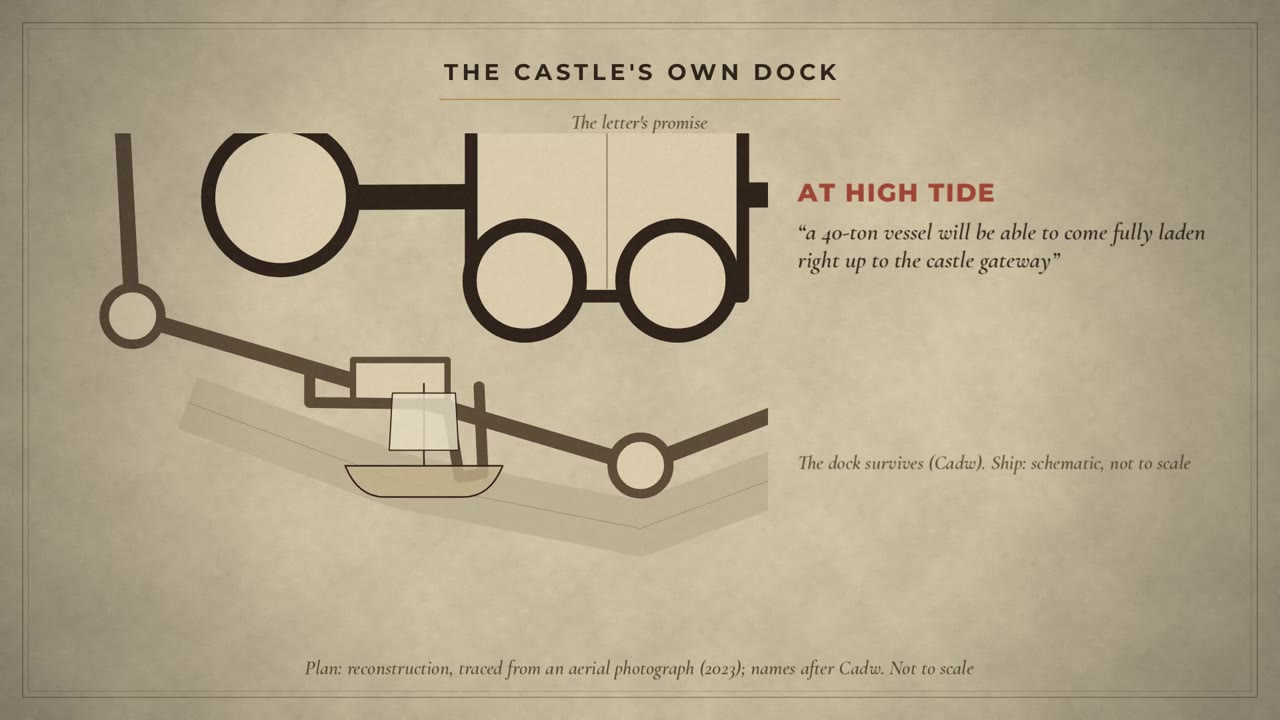 THE CASTLE'S OWN DOCK
The letter's promise
AT HIGH TIDE
“a 40-ton vessel will be able to come fully laden
right up to the castle gateway”
The dock survives (Cadw). Ship: schematic, not to scale
Plan: reconstruction, traced from an aerial photograph (2023); names after Cadw. Not to scale